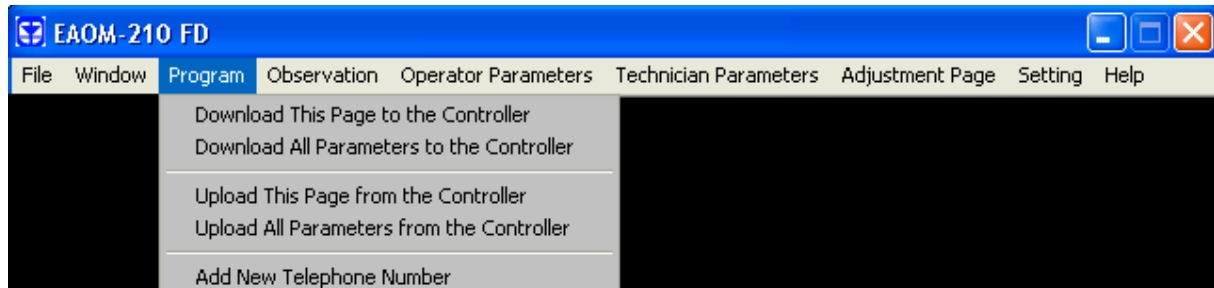 EAOM-210 FD
File Window Program Observation Operator Parameters Technician Parameters Adjustment Page Setting Help
Download This Page to the Controller
Download All Parameters to the Controller
Upload This Page from the Controller
Upload All Parameters from the Controller
Add New Telephone Number